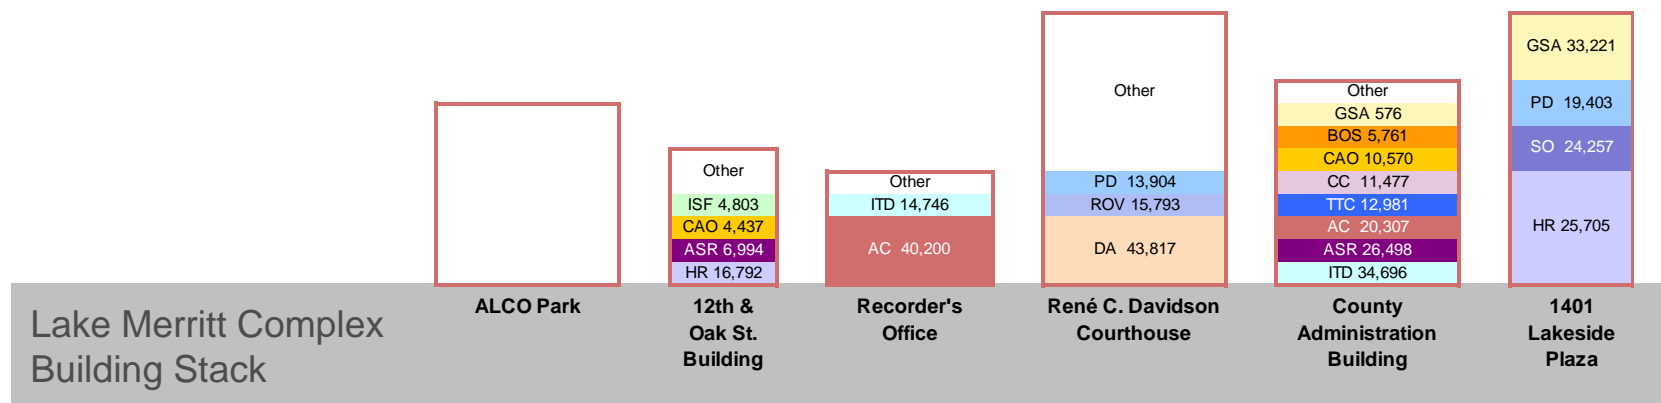 Other
ISF 4,803
CAO 4,437
ASR 6,994
HR 16,792
Other
ITD 14,746
AC 40,200
Other
PD 13,904
ROV 15,793
DA 43,817
Other
GSA 576
BOS 5,761
CAO 10,570
CC 11,477
TTC 12,981
AC 20,307
ASR 26,498
ITD 34,696
GSA 33,221
PD 19,403
SO 24,257
HR 25,705
ALCO Park
12th &
Oak St.
Building
Recorder's
Office
René C. Davidson
Courthouse
County
Administration
Building
1401
Lakeside
Plaza
Lake Merritt Complex
Building Stack